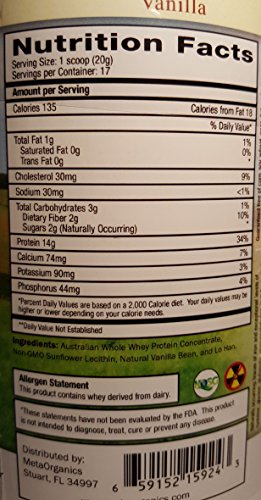 Vanilla
Nutrition Facts
Serving Size: 1 scoop (20g)
Servings per Container: 17
Amount per Serving
Calories 135 Calories from Fat 18
% Daily Value*
Total Fat 1g 1%
Saturated Fat 0g 0%
Trans Fat 0g *
Cholesterol 30mg 9%
Sodium 30mg <1%
Total Carbohydrates 3g 1%
Dietary Fiber 2g 10%
Sugars 2g (Naturally Occurring) *
Protein 14g 34%
Calcium 74mg 7%
Potassium 90mg 3%
Phosphorus 44mg 4%
*Percent Daily Values are based on a 2,000 Calorie diet. Your daily values may be
higher or lower depending on your calorie needs.
**Daily Value Not Established
Ingredients: Australian Whole Whey Protein Concentrate,
Non-GMO Sunflower Lecithin, Natural Vanilla Bean, and Lo Han.
Allergen Statement
This product contains whey derived from dairy.
*These statements have not been evaluated by the FDA. This product
is not intended to diagnose, treat, cure or prevent any disease.
Distributed by:
MetaOrganics
Stuart, FL 34997
6 59152 15924 3